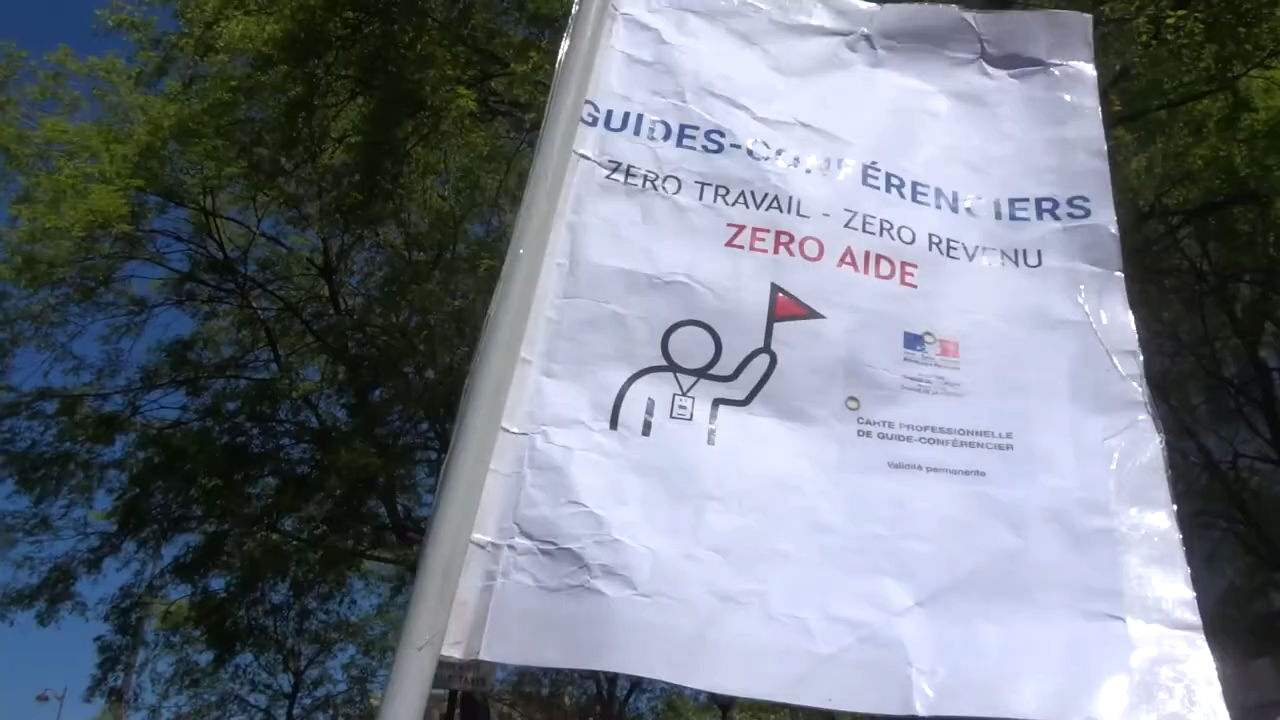 GUIDES-CONFÉRENCIERS
ZERO TRAVAIL - ZERO REVENU
ZERO AIDE
CARTE PROFESSIONNELLE
DE GUIDE-CONFÉRENCIER
Validité permanente